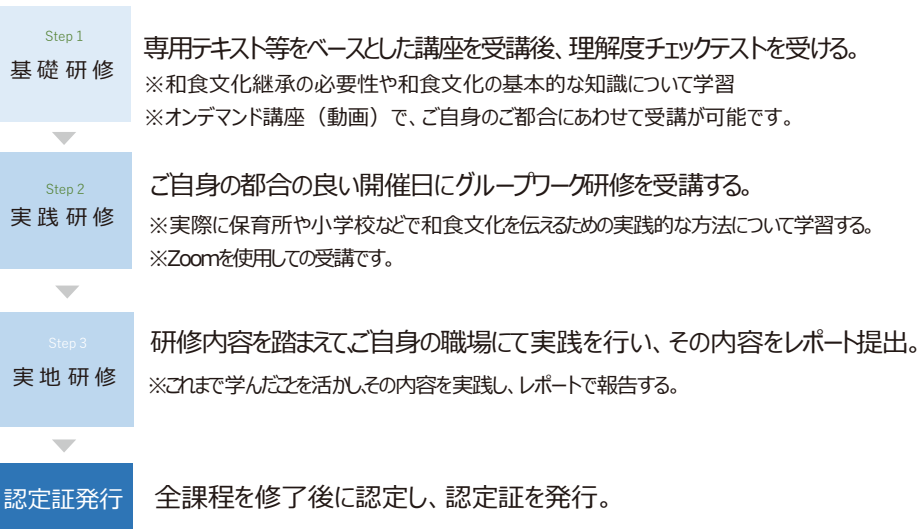 Step 1
基礎研修
専用テキスト等をベースとした講座を受講後、理解度チェックテストを受ける。
※和食文化継承の必要性や和食文化の基本的な知識について学習
※オンデマンド講座（動画）で、ご自身のご都合にあわせて受講が可能です。
Step 2
実践研修
ご自身の都合の良い開催日にグループワーク研修を受講する。
※実際に保育所や小学校などで和食文化を伝えるための実践的な方法について学習する。
※Zoomを使用しての受講です。
Step 3
実地研修
研修内容を踏まえて、ご自身の職場にて実践を行い、その内容をレポート提出。
※これまで学んだことを活かし、その内容を実践し、レポートで報告する。
認定証発行
全課程を修了後に認定し、認定証を発行。